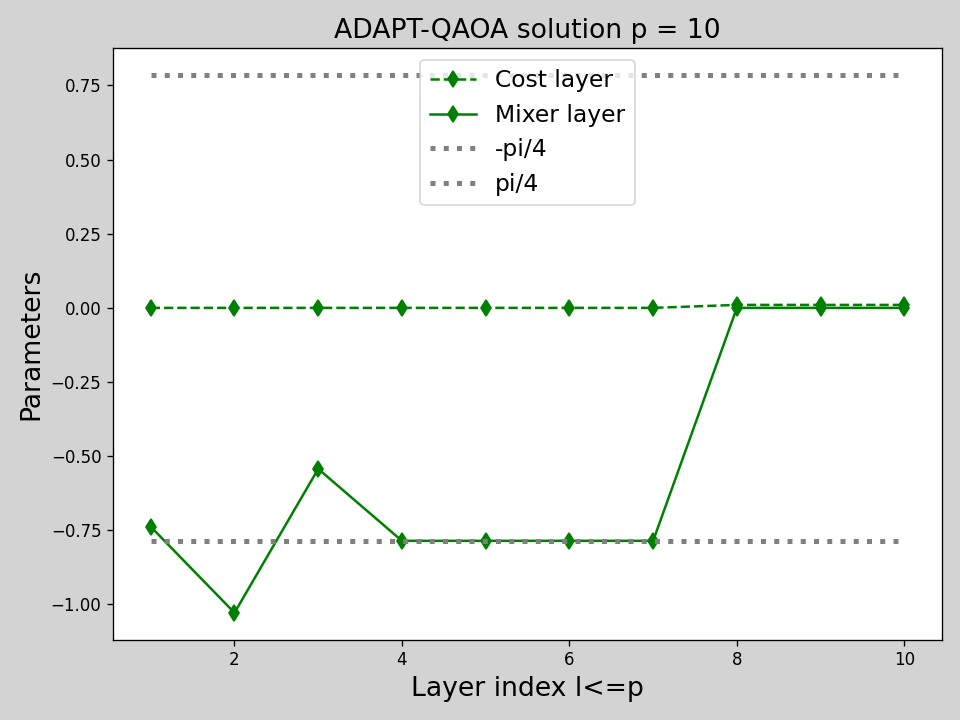 ADAPT-QAOA solution p = 10
Cost layer
Mixer layer
-pi/4
pi/4
Parameters
0.75
0.50
0.25
0.00
−0.25
−0.50
−0.75
−1.00
2 4 6 8 10
Layer index l<=p